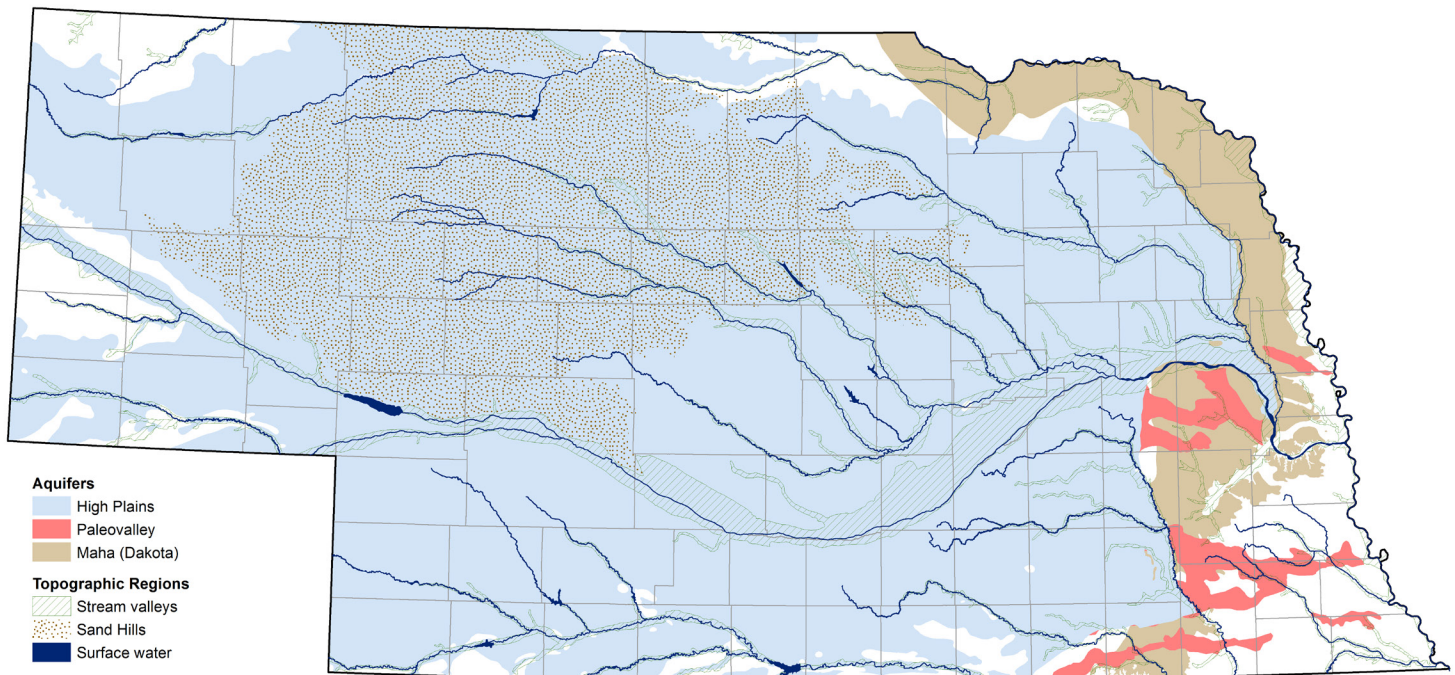 Aquifers
High Plains
Paleovalley
Maha (Dakota)
Topographic Regions
Stream valleys
Sand Hills
Surface water